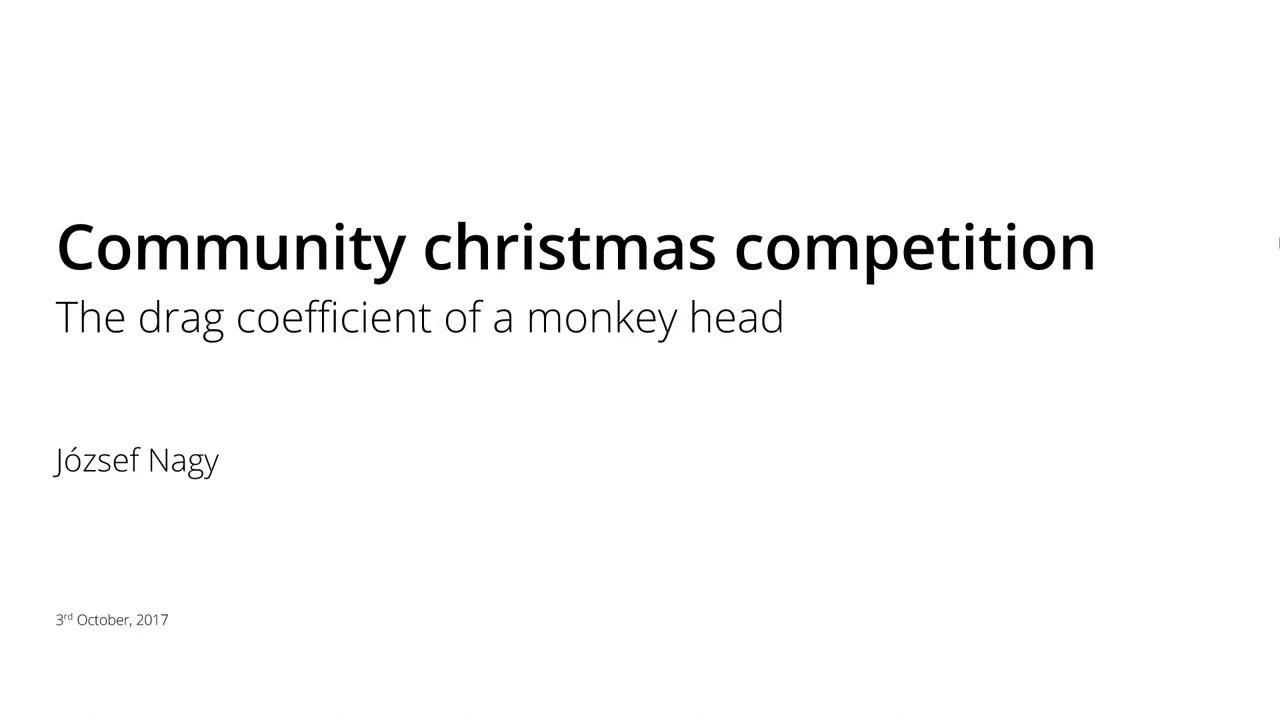 Community christmas competition
The drag coefficient of a monkey head
József Nagy
3rd October, 2017